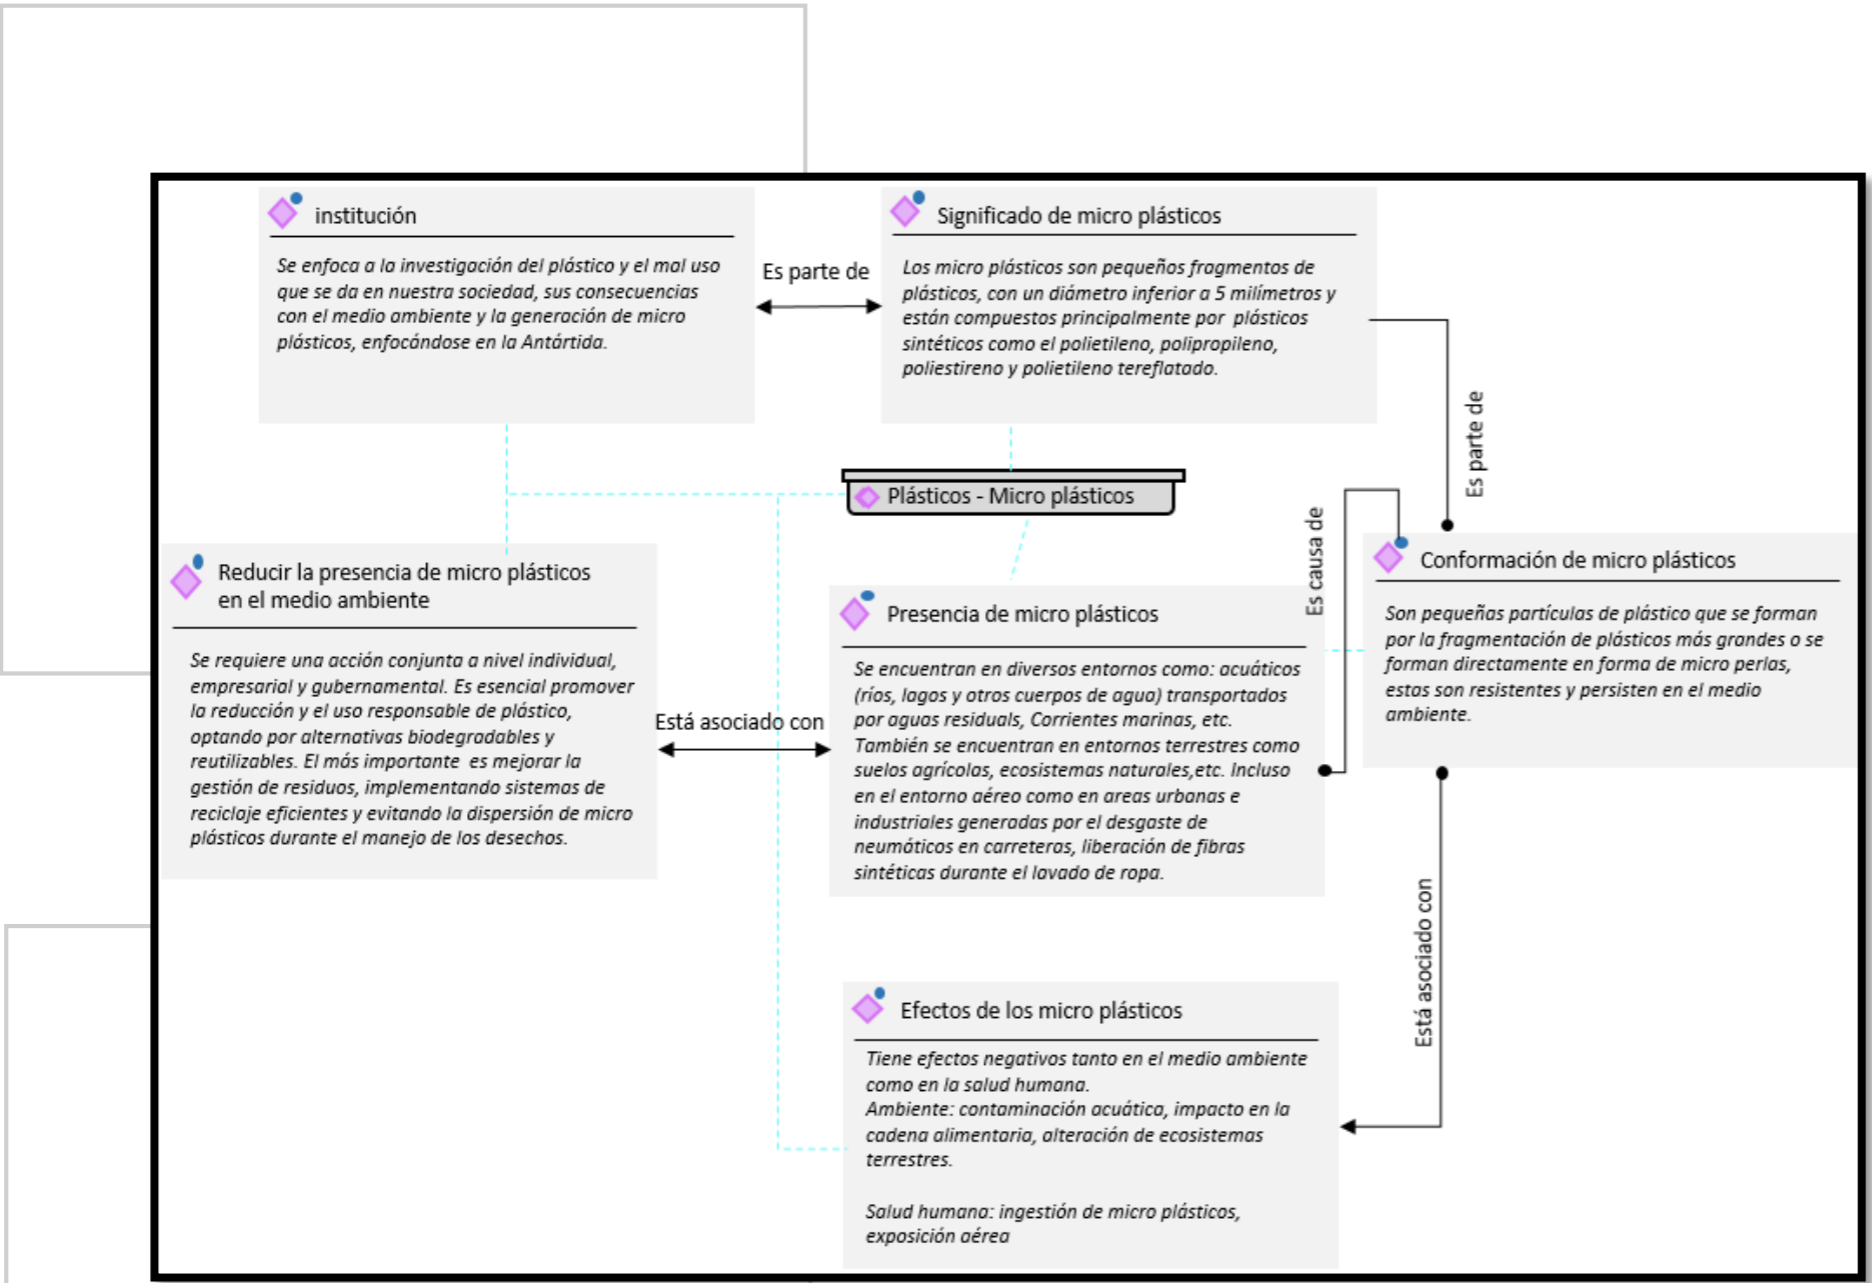 institución
Se enfoca a la investigación del plástico y el mal uso
que se da en nuestra sociedad, sus consecuencias
con el medio ambiente y la generación de micro
plásticos, enfocándose en la Antártida.
Es parte de
Significado de micro plásticos
Los micro plásticos son pequeños fragmentos de
plásticos, con un diámetro inferior a 5 milímetros y
están compuestos principalmente por plásticos
sintéticos como el polietileno, polipropileno,
poliestireno y polietileno tereflatado.
Es parte de
Plásticos - Micro plásticos
Reducir la presencia de micro plásticos
en el medio ambiente
Se requiere una acción conjunta a nivel individual,
empresarial y gubernamental. Es esencial promover
la reducción y el uso responsable de plástico,
optando por alternativas biodegradables y
reutilizables. El más importante es mejorar la
gestión de residuos, implementando sistemas de
reciclaje eficientes y evitando la dispersión de micro
plásticos durante el manejo de los desechos.
Está asociado con
Presencia de micro plásticos
Se encuentran en diversos entornos como: acuáticos
(ríos, lagos y otros cuerpos de agua) transportados
por aguas residuals, Corrientes marinas, etc.
También se encuentran en entornos terrestres como
suelos agrícolas, ecosistemas naturales,etc. Incluso
en el entorno aéreo como en areas urbanas e
industriales generadas por el desgaste de
neumáticos en carreteras, liberación de fibras
sintéticas durante el lavado de ropa.
Es causa de
Conformación de micro plásticos
Son pequeñas partículas de plástico que se forman
por la fragmentación de plásticos más grandes o se
forman directamente en forma de micro perlas,
estas son resistentes y persisten en el medio
ambiente.
Está asociado con
Efectos de los micro plásticos
Tiene efectos negativos tanto en el medio ambiente
como en la salud humana.
Ambiente: contaminación acuática, impacto en la
cadena alimentaria, alteración de ecosistemas
terrestres.
Salud humana: ingestión de micro plásticos,
exposición aérea